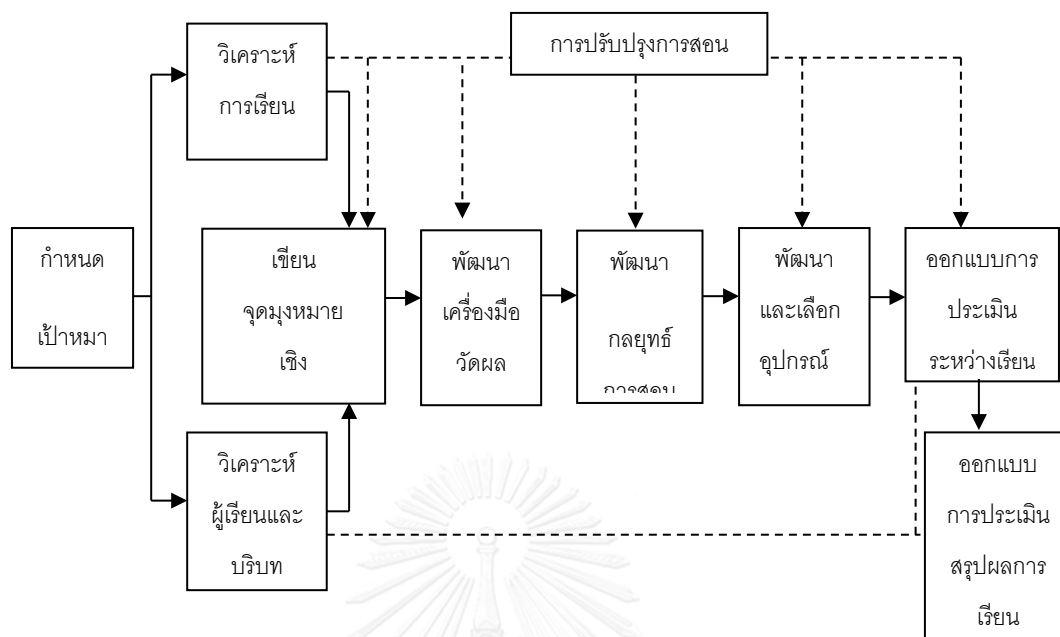 วิเคราะห์
การเรียน
การปรับปรุงการสอน
กำหนด
เป้าหมา
เขียน
จุดมุงหมาย
เชิง
พัฒนา
เครื่องมือ
วัดผล
พัฒนา
กลยุทธ์
การสอน
พัฒนา
และเลือก
อุปกรณ์
ออกแบบการ
ประเมิน
ระหว่างเรียน
วิเคราะห์
ผู้เรียนและ
บริบท
ออกแบบ
การประเมิน
สรุปผลการ
เรียน